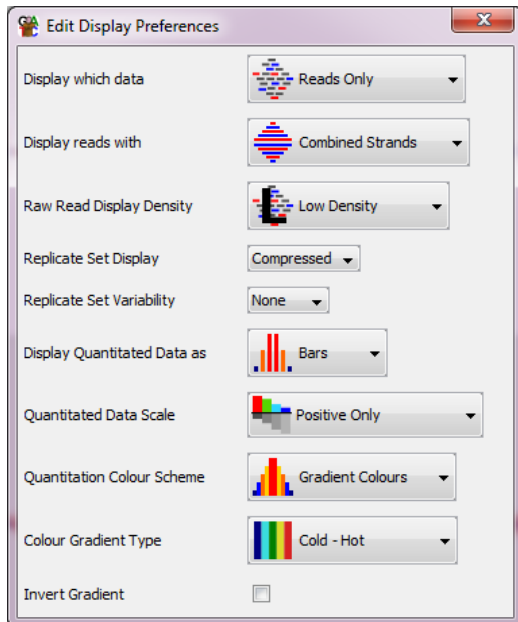 Edit Display Preferences
Display which data Reads Only
Display reads with Combined Strands
Raw Read Display Density L Low Density
Replicate Set Display Compressed
Replicate Set Variability None
Display Quantitated Data as Bars
Quantitated Data Scale Positive Only
Quantitation Colour Scheme Gradient Colours
Colour Gradient Type Cold - Hot
Invert Gradient